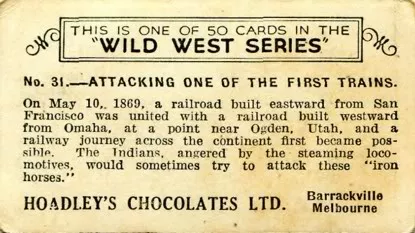 THIS IS ONE OF 50 CARDS IN THE
"WILD WEST SERIES"
No. 31.—ATTACKING ONE OF THE FIRST TRAINS.
On May 10, 1869, a railroad built eastward from San
Francisco was united with a railroad built westward
from Omaha, at a point near Ogden, Utah, and a
railway journey across the continent first became pos-
sible. The Indians, angered by the steaming loco-
motives, would sometimes try to attack these "iron
horses."
HOADLEY'S CHOCOLATES LTD. Barrackville
Melbourne